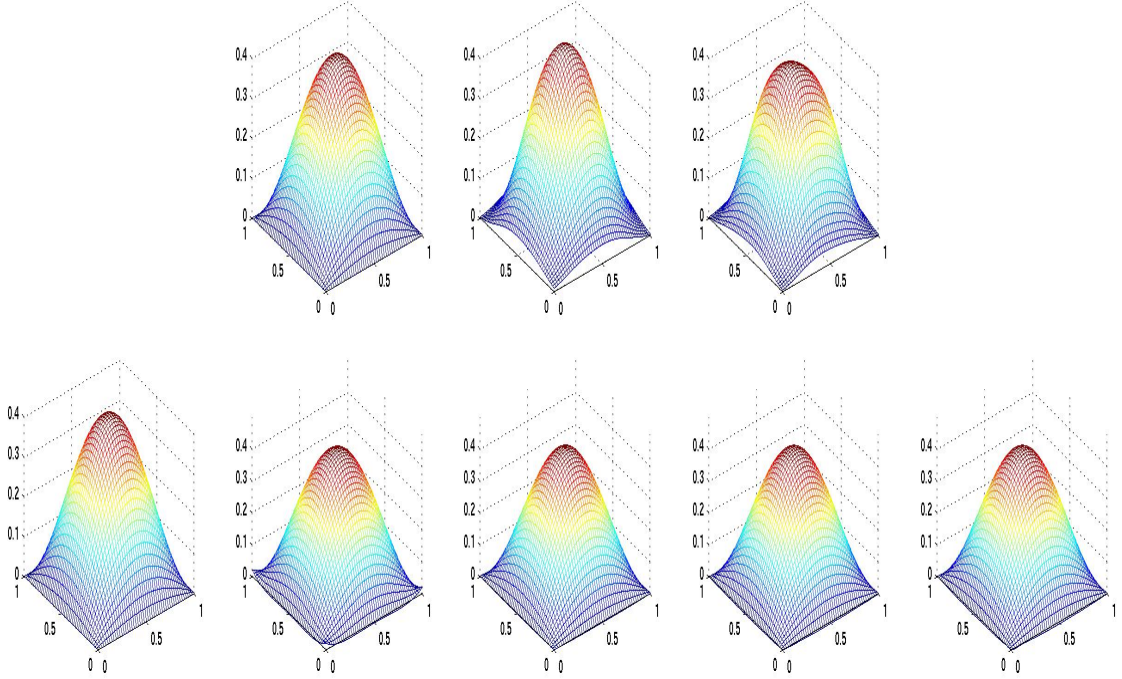 0.4 0.4 0.4
0.3 0.3 0.3
0.2 0.2 0.2
0.1 0.1 0.1
0 0 0
1 1 1 1 1 1
0.5 0.5 0.5 0.5 0.5 0.5
0 0 0 0 0 0
0.4
0.4 0.4 0.4 0.4
0.3
0.3 0.3 0.3 0.3
0.2
0.2 0.2 0.2 0.2
0.1
0.1 0.1 0.1 0.1
0 0 0 0 0
1 1 1 1 1 1 1 1 1 1
0.5 0.5 0.5 0.5 0.5 0.5 0.5 0.5 0.5 0.5
0 0 0 0 0 0 0 0 0 0